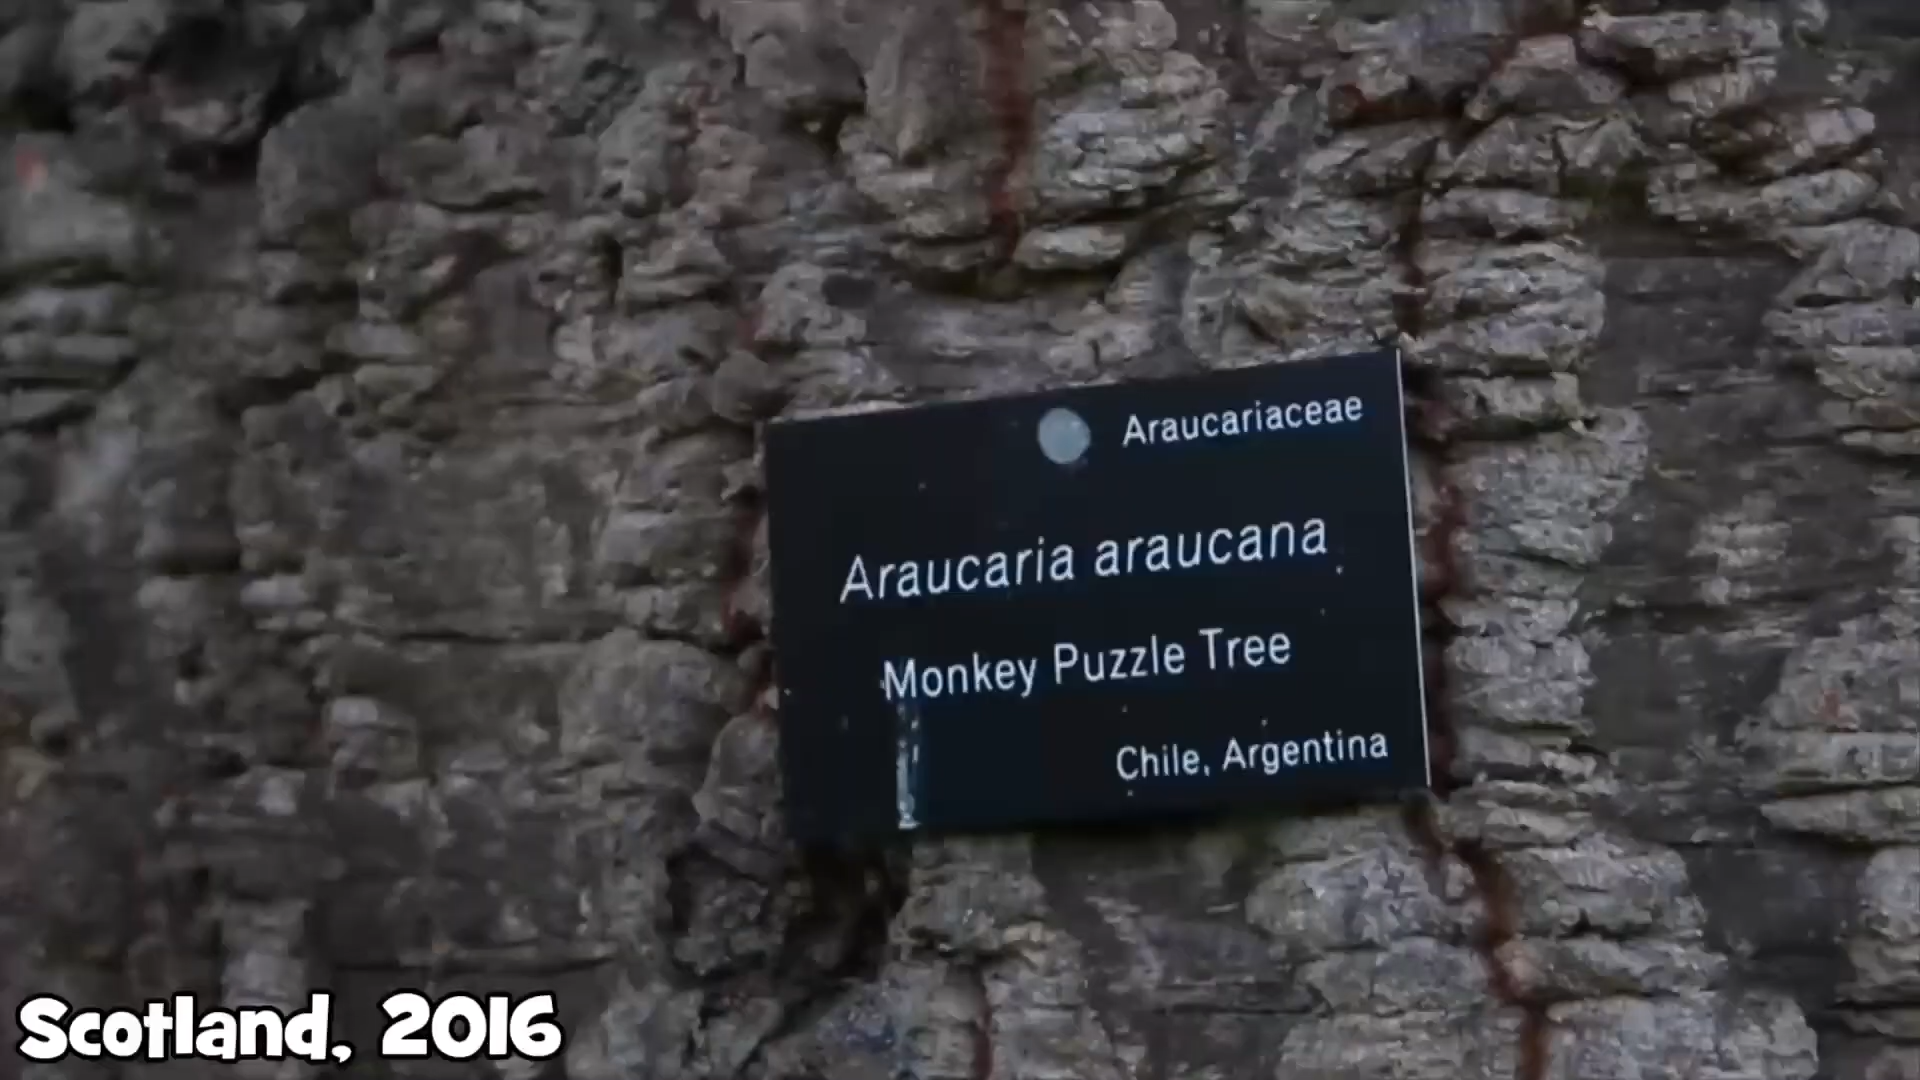 Araucariaceae
Araucaria araucana
Monkey Puzzle Tree
Chile, Argentina
Scotland, 2016